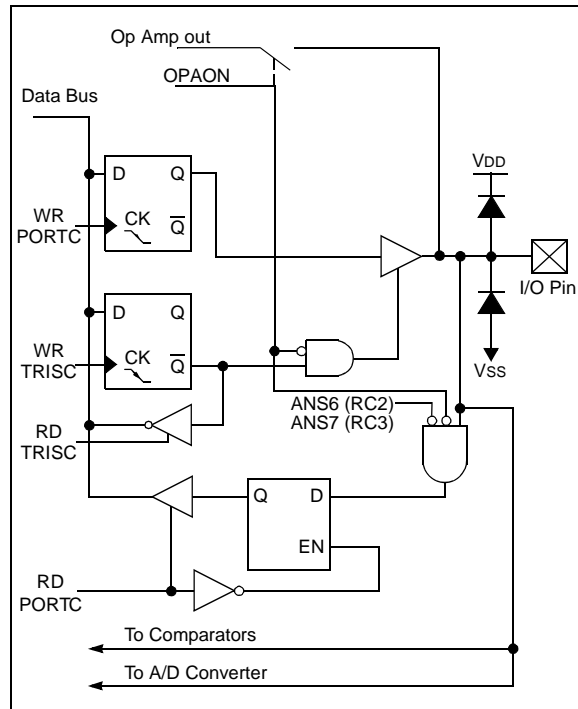 Op Amp out
OPAON
Data Bus
D Q
WR
PORTC
CK
Q
VDD
I/O Pin
VSS
D Q
WR
TRISC
CK
Q
RD
TRISC
ANS6 (RC2)
ANS7 (RC3)
Q D
EN
RD
PORTC
To Comparators
To A/D Converter